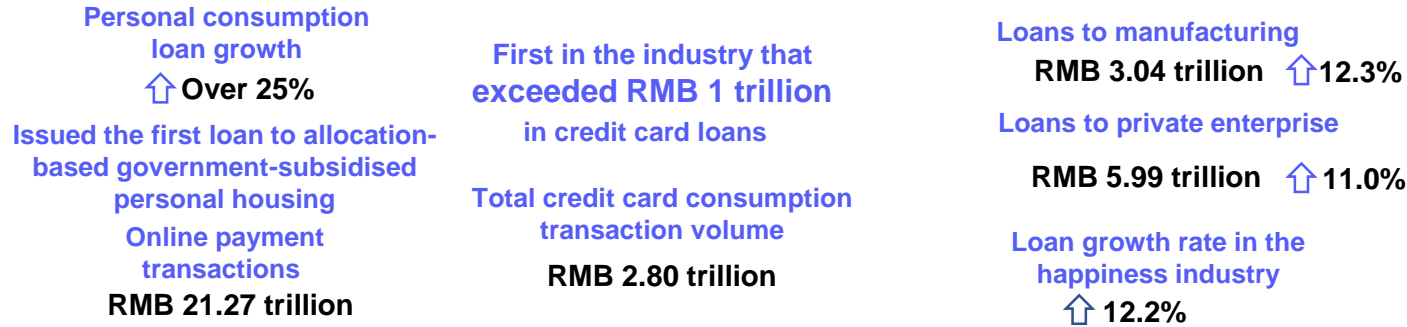 Personal consumption
loan growth
Over 25%
Issued the first loan to allocation-
based government-subsidised
personal housing
Online payment
transactions
RMB 21.27 trillion
First in the industry that
exceeded RMB 1 trillion
in credit card loans
Total credit card consumption
transaction volume
RMB 2.80 trillion
Loans to manufacturing
RMB 3.04 trillion 12.3%
Loans to private enterprise
RMB 5.99 trillion 11.0%
Loan growth rate in the
happiness industry
12.2%